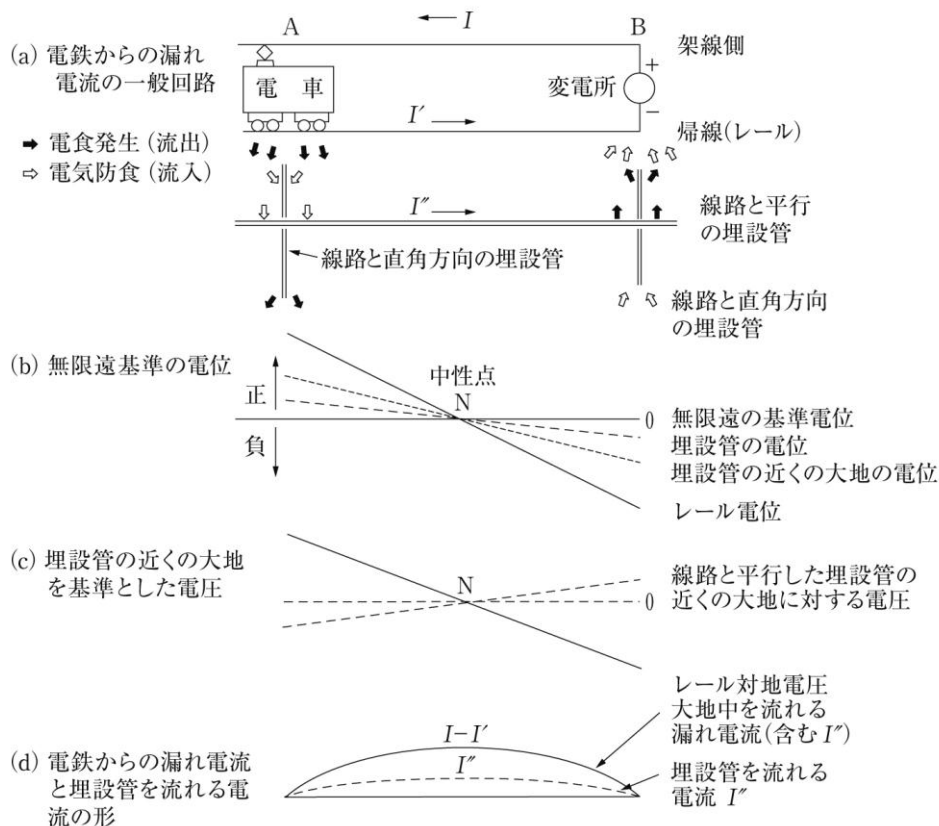 A
I
B
(a) 電鉄からの漏れ
電流の一般回路
架線側
電 車
変電所
+
−
I′
帰線(レール)
電食発生 (流出)
電気防食 (流入)
I″
線路と平行
の埋設管
線路と直角方向の埋設管
線路と直角方向
の埋設管
(b) 無限遠基準の電位
正
負
中性点
N
0
無限遠の基準電位
埋設管の電位
埋設管の近くの大地の電位
レール電位
(c) 埋設管の近くの大地
を基準とした電圧
N
0
線路と平行した埋設管の
近くの大地に対する電圧
レール対地電圧
大地中を流れる
漏れ電流(含む I″)
I−I′
I″
(d) 電鉄からの漏れ電流
と埋設管を流れる電
流の形
埋設管を流れる
電流 I″